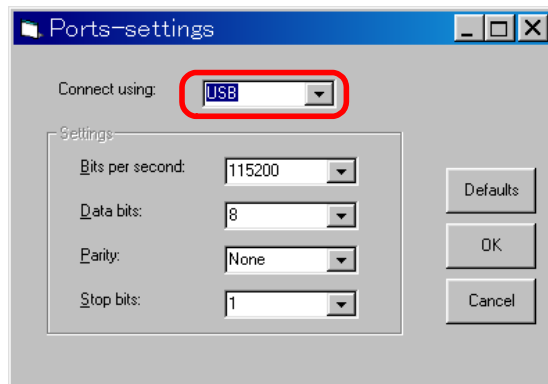 Ports-settings
Connect using: USB
Settings
Bits per second: 115200
Data bits: 8
Parity: None
Stop bits: 1
Defaults
OK
Cancel